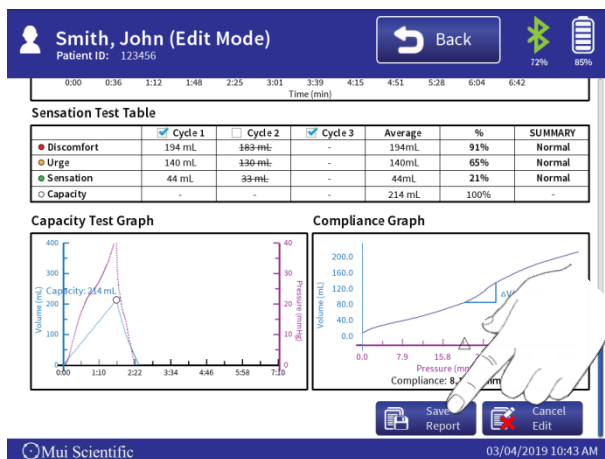 Smith, John (Edit Mode)
Patient ID: 123456
Back
72%
85%
0:00 0:36 1:12 1:48 2:25 3:01 3:39 4:15 4:51 5:28 6:04 6:42
Time (min)
Sensation Test Table
Cycle 1 Cycle 2 Cycle 3 Average % SUMMARY
Discomfort 194 mL 183 mL - 194mL 91% Normal
Urge 140 mL 130 mL - 140mL 65% Normal
Sensation 44 mL 33 mL - 44mL 21% Normal
Capacity - - - 214 mL 100% -
Capacity Test Graph
400
300
200
100
0
Volume (mL)
Capacity: 214 mL
40
30
20
10
0
Pressure (mmHg)
0:00 1:10 2:22 3:34 4:46 5:58 7:10
Compliance Graph
200.0
160.0
120.0
80.0
40.0
0.0
Volume (mL)
ΔV
0.0 7.9 15.8
Pressure
Compliance:
Save
Report
Cancel
Edit
Mui Scientific
03/04/2019 10:43 AM